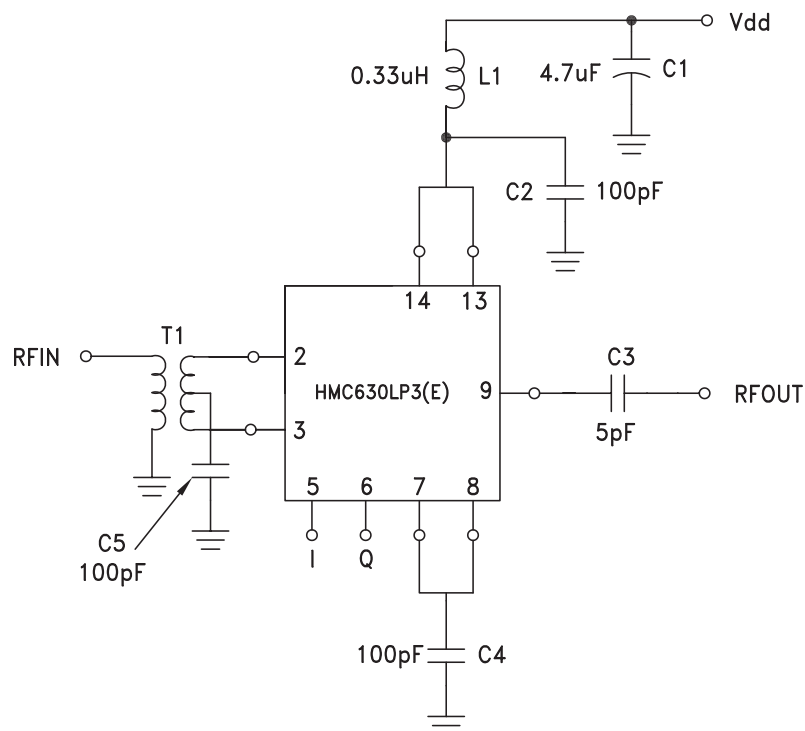 Vdd
0.33uH L1 4.7uF C1
C2 100pF
14 13
T1
RFIN 2 C3
HMC630LP3(E) 9 RFOUT
3 5pF
5 6 7 8
C5 I Q
100pF
100pF C4